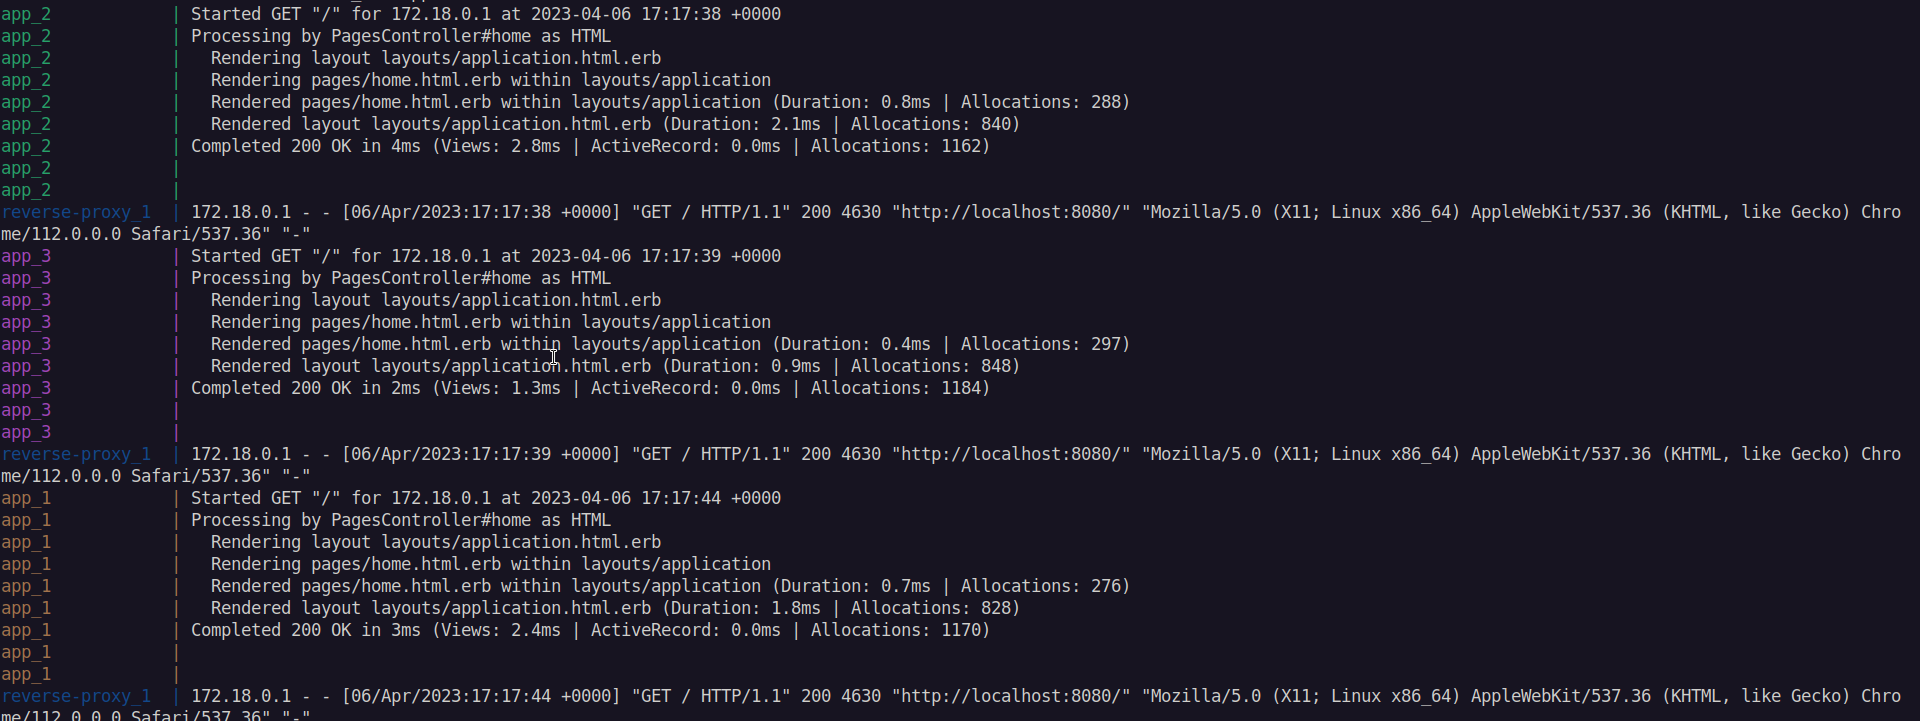 app_2 | Started GET "/" for 172.18.0.1 at 2023-04-06 17:17:38 +0000
app_2 | Processing by PagesController#home as HTML
app_2 |   Rendering layout layouts/application.html.erb
app_2 |   Rendering pages/home.html.erb within layouts/application
app_2 |   Rendered pages/home.html.erb within layouts/application (Duration: 0.8ms | Allocations: 288)
app_2 |   Rendered layout layouts/application.html.erb (Duration: 2.1ms | Allocations: 840)
app_2 | Completed 200 OK in 4ms (Views: 2.8ms | ActiveRecord: 0.0ms | Allocations: 1162)
app_2 |
app_2 |
reverse-proxy_1 | 172.18.0.1 - - [06/Apr/2023:17:17:38 +0000] "GET / HTTP/1.1" 200 4630 "http://localhost:8080/" "Mozilla/5.0 (X11; Linux x86_64) AppleWebKit/537.36 (KHTML, like Gecko) Chro
me/112.0.0.0 Safari/537.36" "-"
app_3 | Started GET "/" for 172.18.0.1 at 2023-04-06 17:17:39 +0000
app_3 | Processing by PagesController#home as HTML
app_3 |   Rendering layout layouts/application.html.erb
app_3 |   Rendering pages/home.html.erb within layouts/application
app_3 |   Rendered pages/home.html.erb within layouts/application (Duration: 0.4ms | Allocations: 297)
app_3 |   Rendered layout layouts/application.html.erb (Duration: 0.9ms | Allocations: 848)
app_3 | Completed 200 OK in 2ms (Views: 1.3ms | ActiveRecord: 0.0ms | Allocations: 1184)
app_3 |
app_3 |
reverse-proxy_1 | 172.18.0.1 - - [06/Apr/2023:17:17:39 +0000] "GET / HTTP/1.1" 200 4630 "http://localhost:8080/" "Mozilla/5.0 (X11; Linux x86_64) AppleWebKit/537.36 (KHTML, like Gecko) Chro
me/112.0.0.0 Safari/537.36" "-"
app_1 | Started GET "/" for 172.18.0.1 at 2023-04-06 17:17:44 +0000
app_1 | Processing by PagesController#home as HTML
app_1 |   Rendering layout layouts/application.html.erb
app_1 |   Rendering pages/home.html.erb within layouts/application
app_1 |   Rendered pages/home.html.erb within layouts/application (Duration: 0.7ms | Allocations: 276)
app_1 |   Rendered layout layouts/application.html.erb (Duration: 1.8ms | Allocations: 828)
app_1 | Completed 200 OK in 3ms (Views: 2.4ms | ActiveRecord: 0.0ms | Allocations: 1170)
app_1 |
app_1 |
reverse-proxy_1 | 172.18.0.1 - - [06/Apr/2023:17:17:44 +0000] "GET / HTTP/1.1" 200 4630 "http://localhost:8080/" "Mozilla/5.0 (X11; Linux x86_64) AppleWebKit/537.36 (KHTML, like Gecko) Chro
me/112.0.0.0 Safari/537.36" "-"